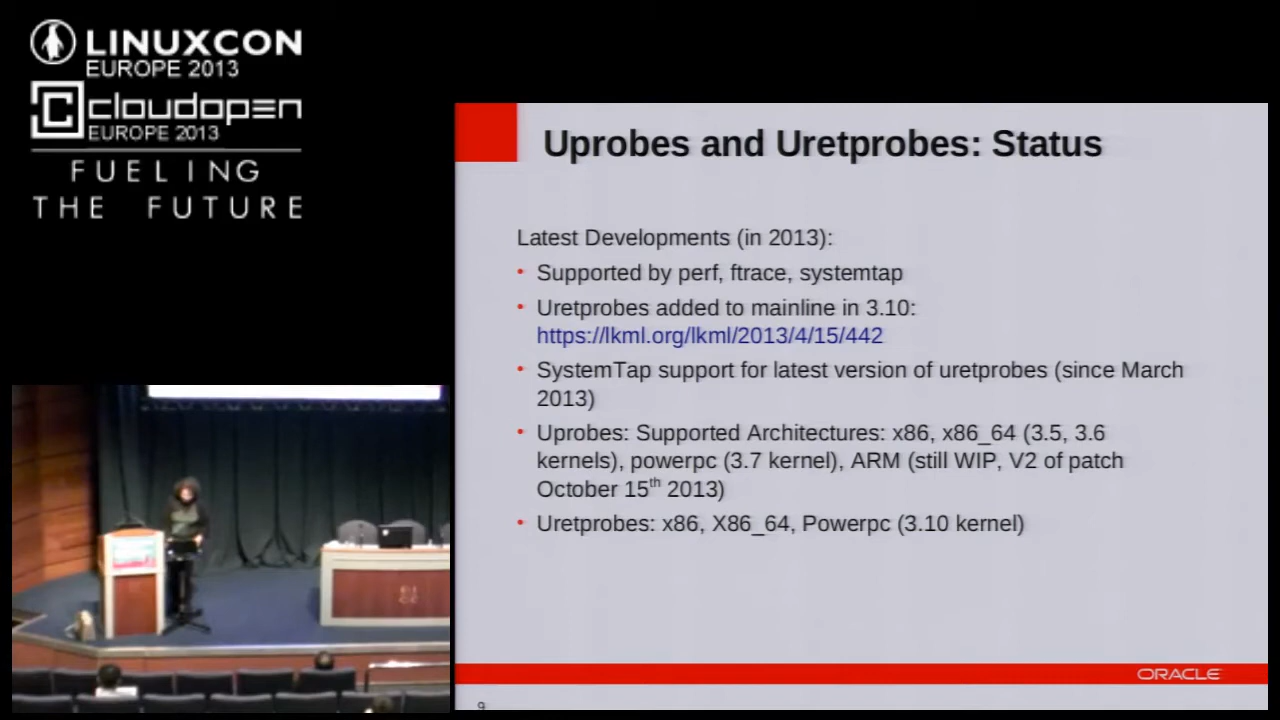 LINUXCON
EUROPE 2013
cloudopen
EUROPE 2013
FUELING
THE FUTURE
Uprobes and Uretprobes: Status
Latest Developments (in 2013):
• Supported by perf, ftrace, systemtap
• Uretprobes added to mainline in 3.10:
https://lkml.org/lkml/2013/4/15/442
• SystemTap support for latest version of uretprobes (since March
2013)
• Uprobes: Supported Architectures: x86, x86_64 (3.5, 3.6
kernels), powerpc (3.7 kernel), ARM (still WIP, V2 of patch
October 15th 2013)
• Uretprobes: x86, X86_64, Powerpc (3.10 kernel)
ORACLE
9